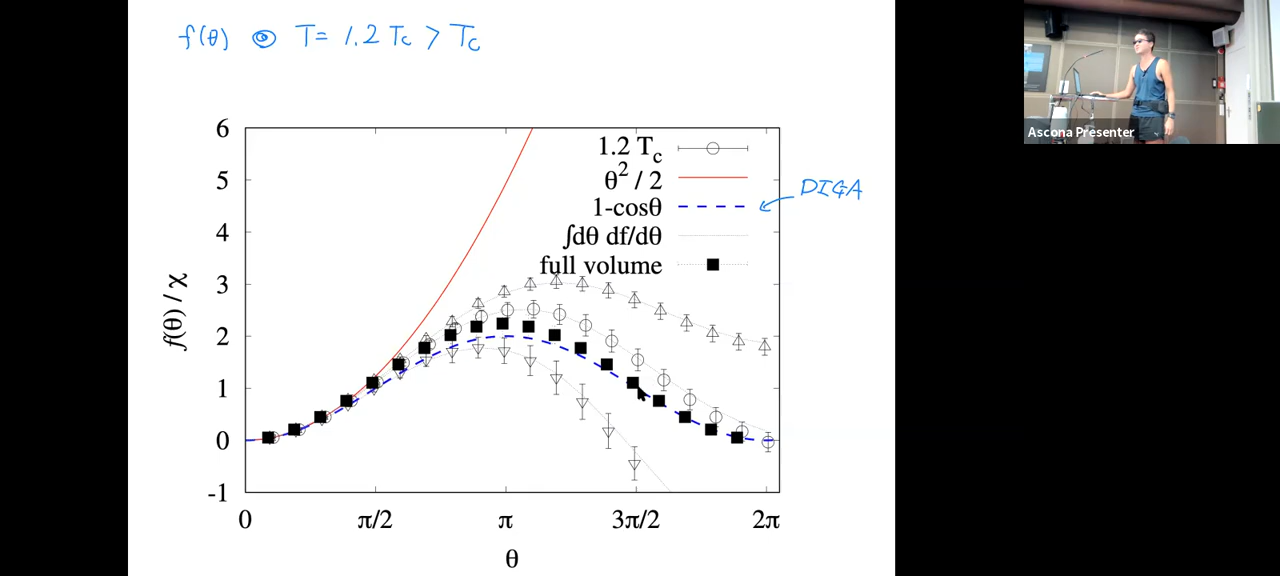 f(θ) ◎ T= 1.2 Tc > Tc
Ascona Presenter
6
5
4
3
2
1
0
-1
f(θ) / χ
1.2 Tc
θ² / 2
1-cosθ
DIGA
∫dθ df/dθ
full volume
0 π/2 π 3π/2 2π
θ